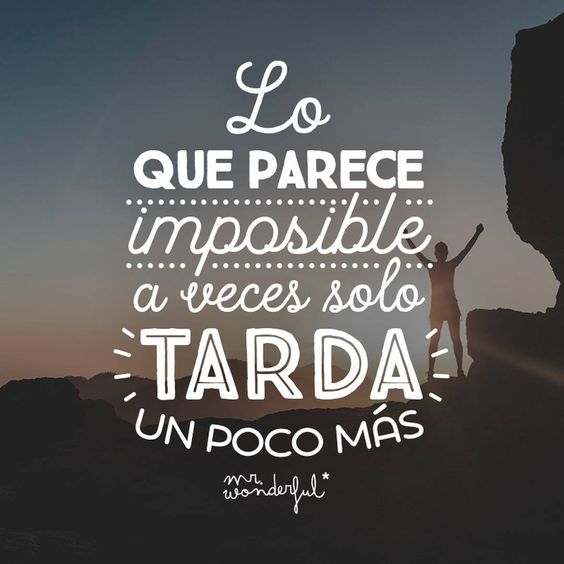 Lo
QUE PARECE
imposible
a veces solo
TARDA
UN POCO MÁS
mr.
wonderful*